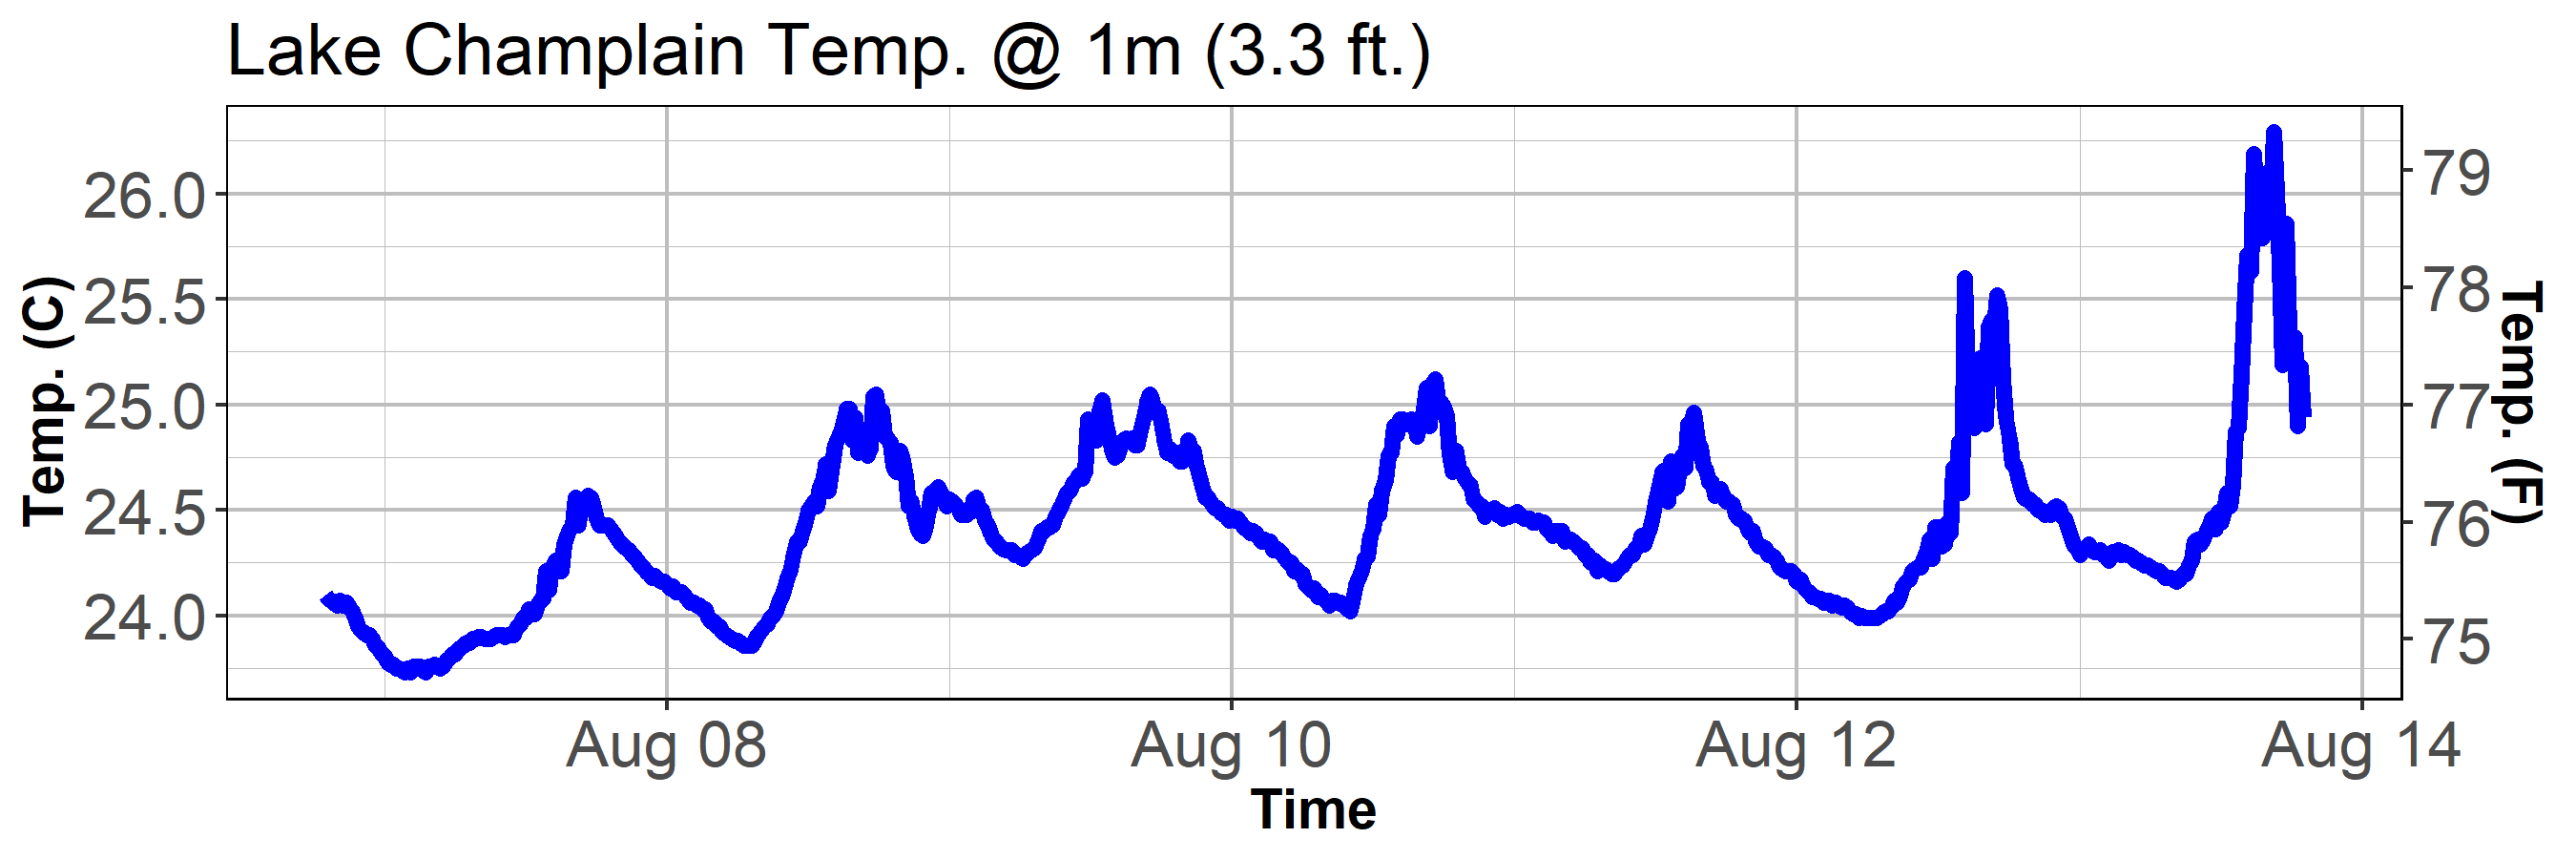 Lake Champlain Temp. @ 1m (3.3 ft.)
Temp. (C)
26.0
25.5
25.0
24.5
24.0
79
78
77
76
75
Temp. (F)
Aug 08
Aug 10
Aug 12
Aug 14
Time